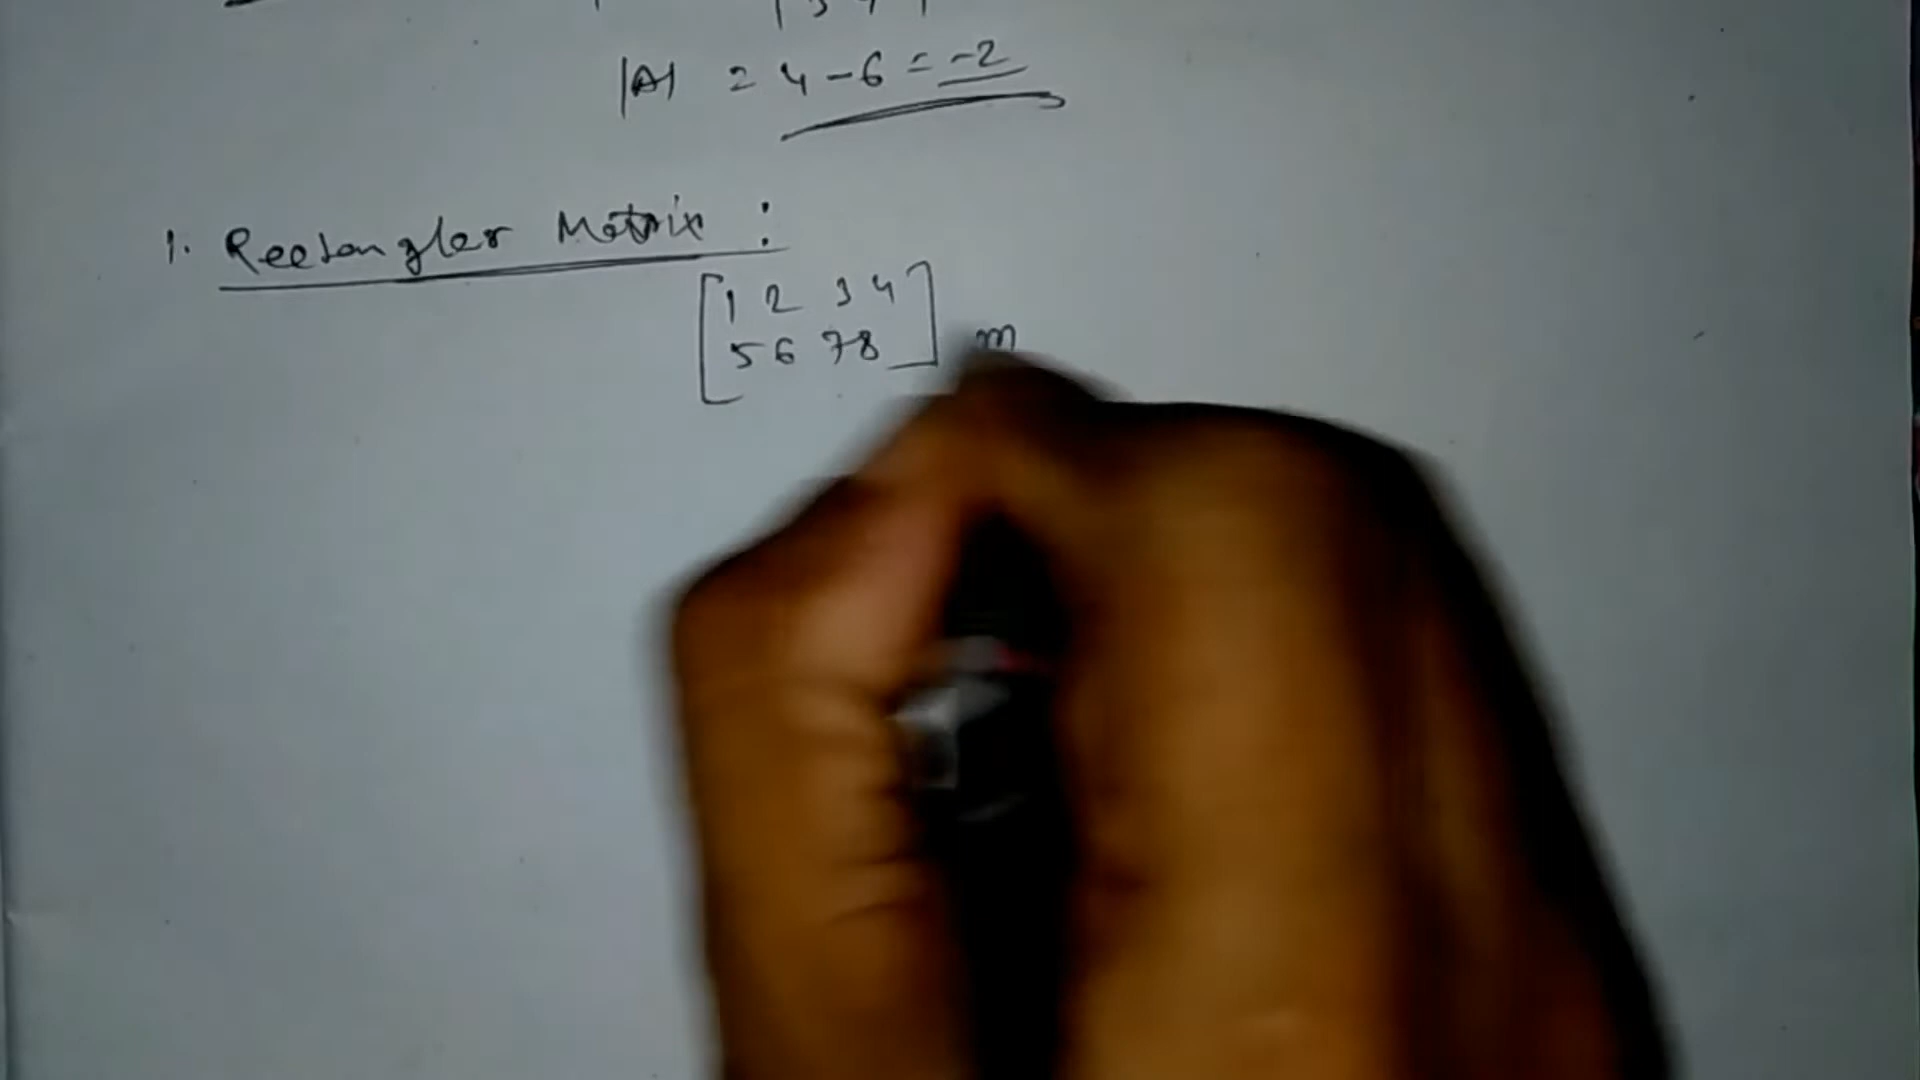 |A| = 4 - 6 = -2
1. Rectangler Matrix :
[1 2 3 4
5 6 7 8] m